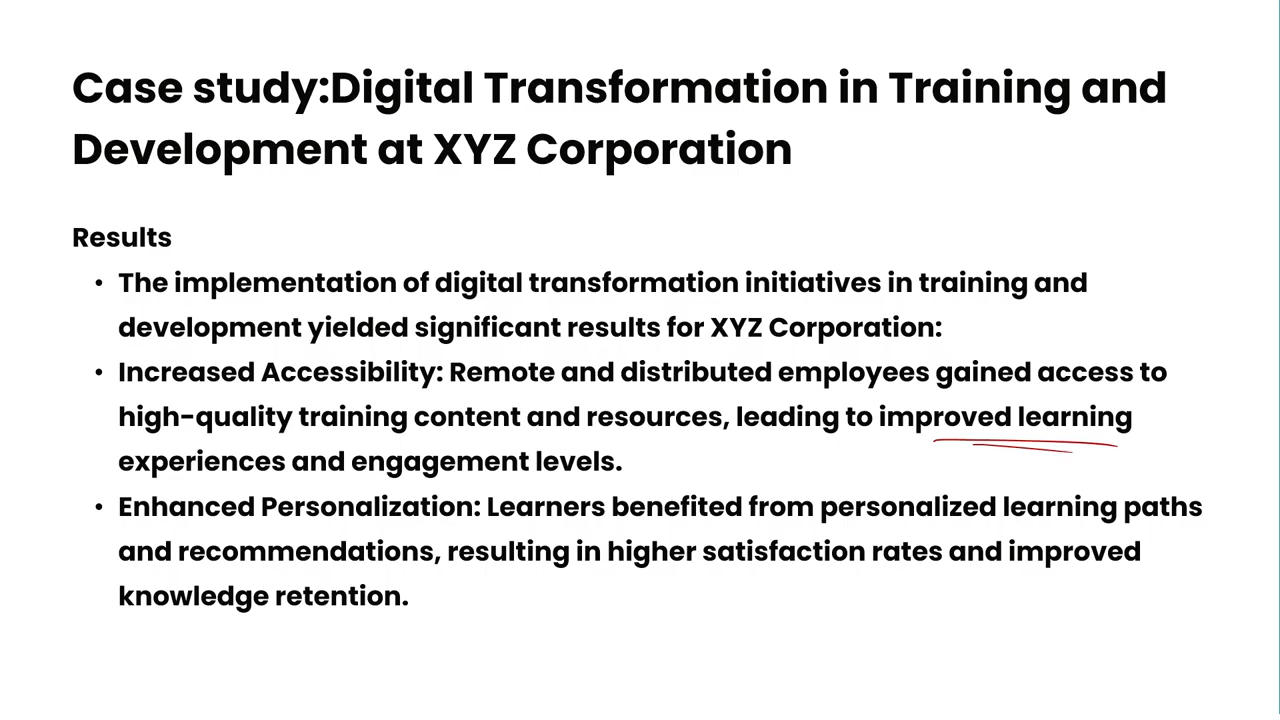 Case study:Digital Transformation in Training and
Development at XYZ Corporation
Results
• The implementation of digital transformation initiatives in training and
development yielded significant results for XYZ Corporation:
• Increased Accessibility: Remote and distributed employees gained access to
high-quality training content and resources, leading to improved learning
experiences and engagement levels.
• Enhanced Personalization: Learners benefited from personalized learning paths
and recommendations, resulting in higher satisfaction rates and improved
knowledge retention.